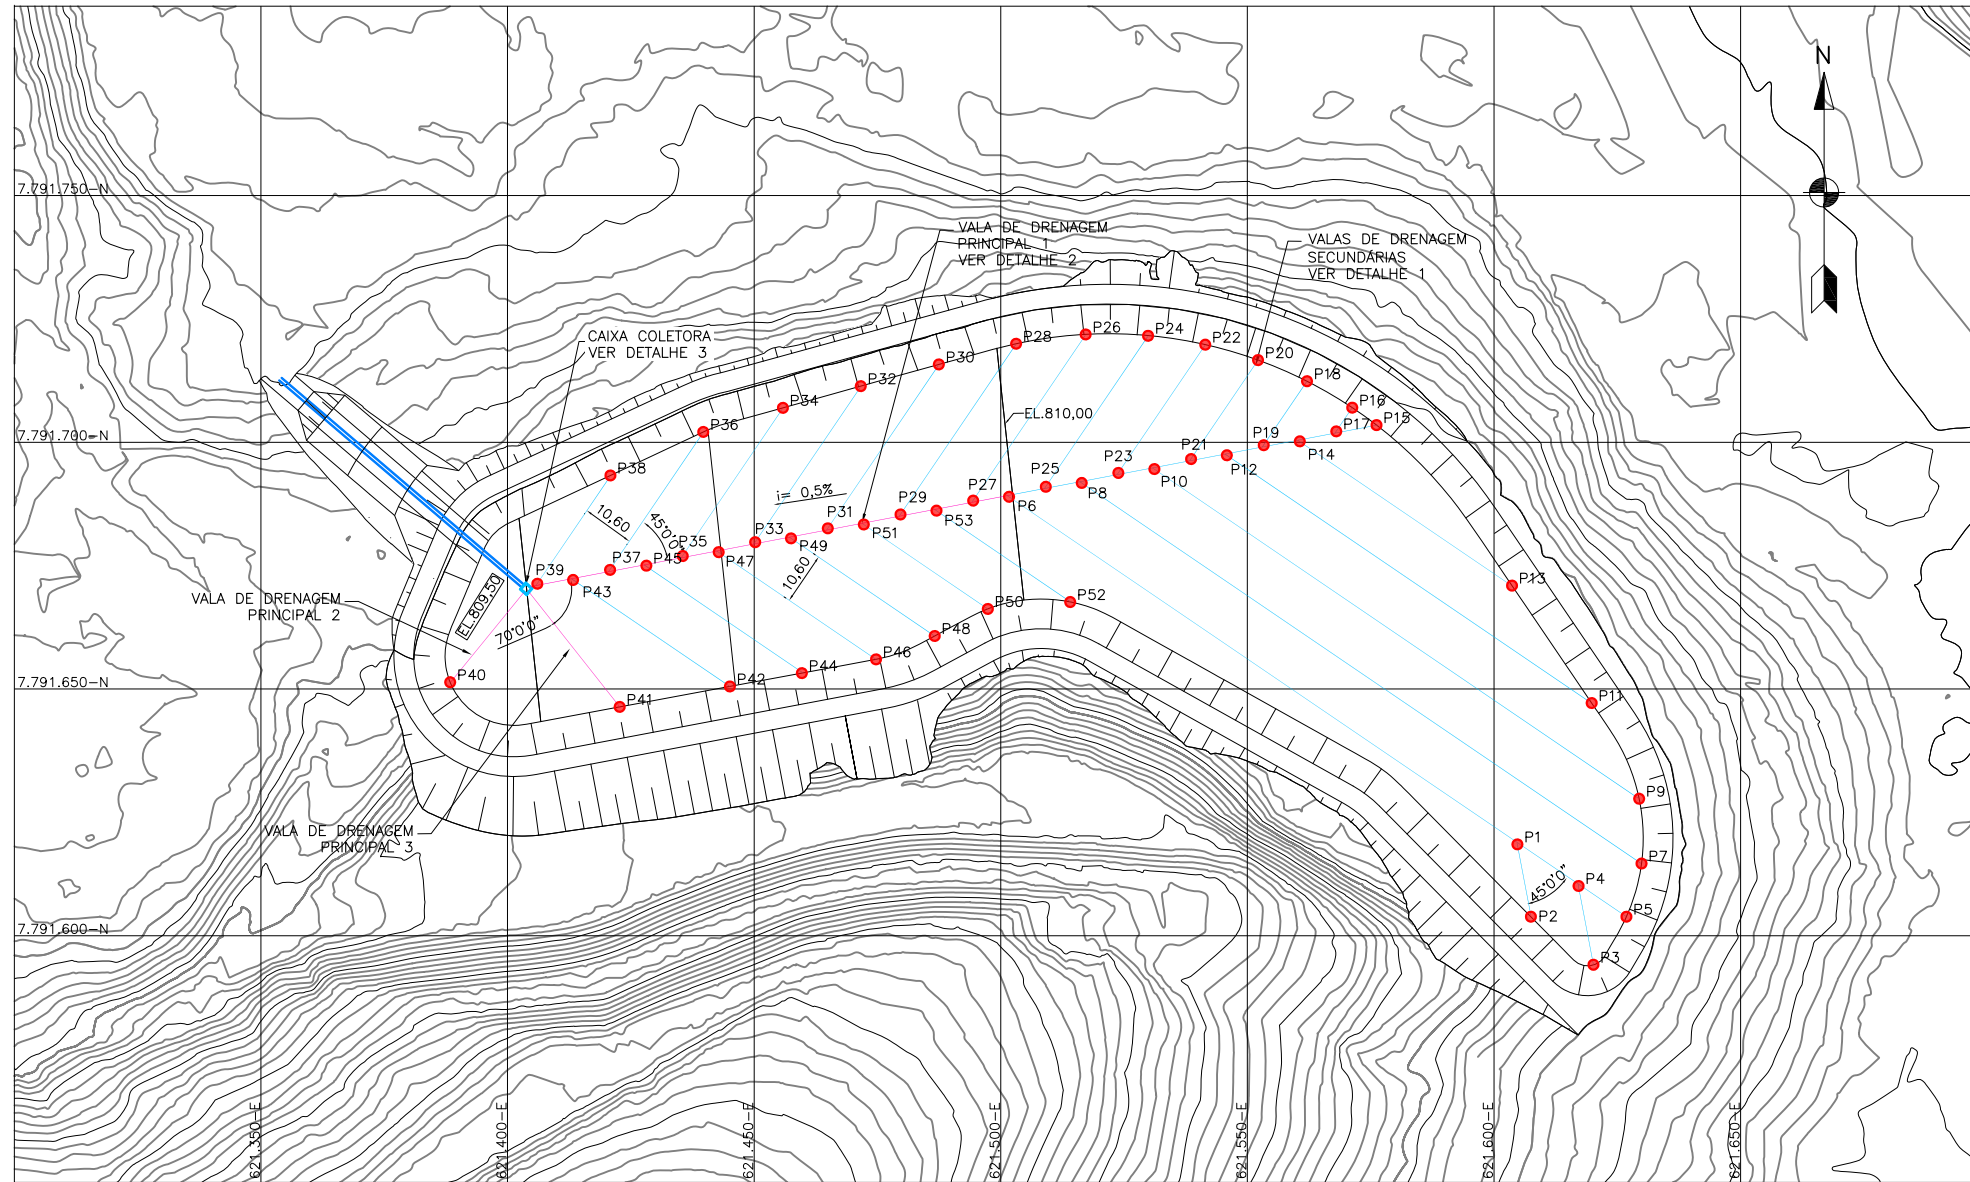 N
7.791.750-N
VALA DE DRENAGEM
PRINCIPAL 1
VER DETALHE 2
VALAS DE DRENAGEM
SECUNDÁRIAS
VER DETALHE 1
CAIXA COLETORA
VER DETALHE 3
P28
P26
P24
P22
P20
P30
P32
P18
P34
P16
EL.810,00
P36
P17
P15
7.791.700-N
P19
P14
P38
P21
P12
P23
P10
P25
P8
i= 0,5%
P27
P6
P29
P53
10,60
45°0'0"
P31
P51
P33
P49
P35
P47
P37
P45
10,60
P39
P43
P13
VALA DE DRENAGEM
PRINCIPAL 2
EL.809,50
70°0'0"
P50
P52
P48
P46
P40
P44
7.791.650-N
P42
P41
P11
P9
VALA DE DRENAGEM
PRINCIPAL 3
P1
P7
45°0'0"
P4
P2
P5
7.791.600-N
P3
621.350-E
621.400-E
621.450-E
621.500-E
621.550-E
621.600-E
621.650-E